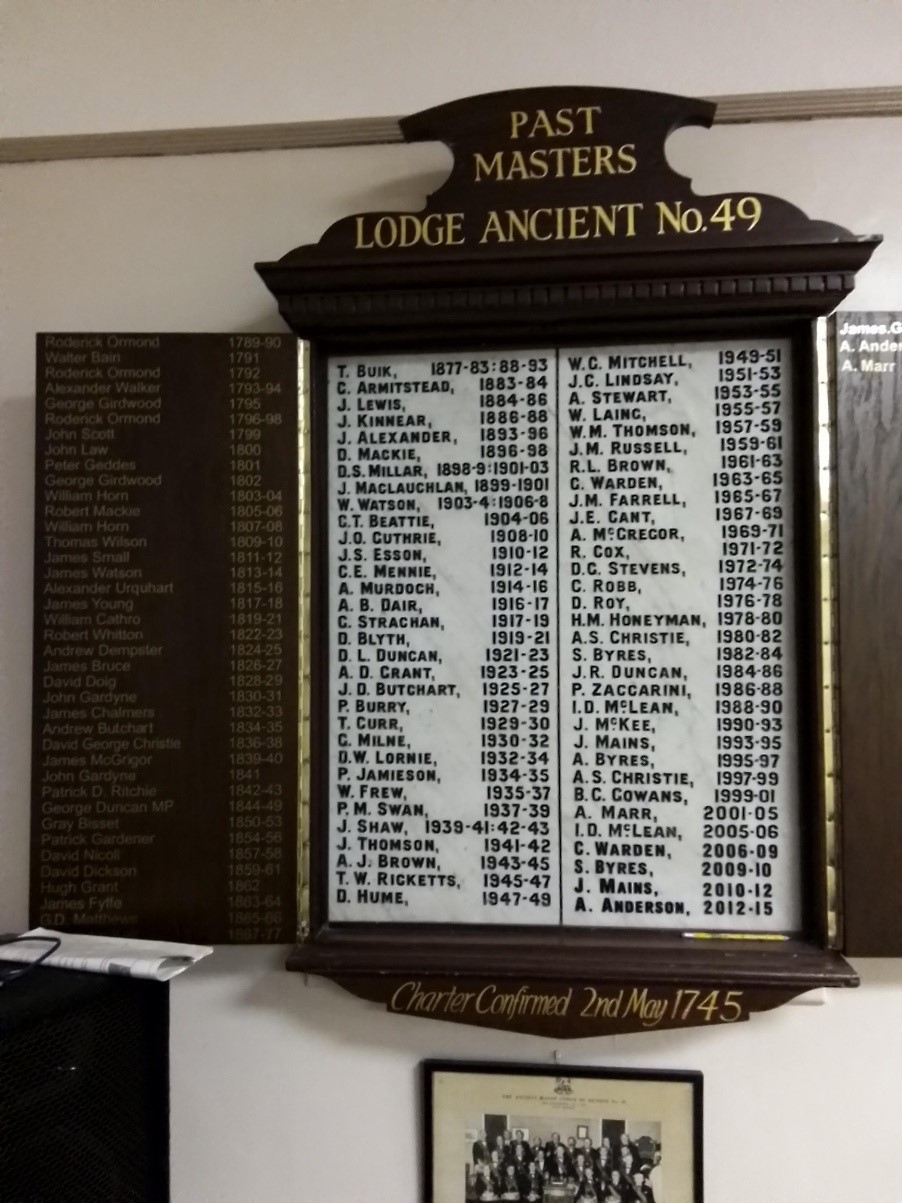 PAST
MASTERS
LODGE ANCIENT No.49
Roderick Ormond 1789-90
Walter Bain 1791
Roderick Ormond 1792
Alexander Walker 1793-94
George Girdwood 1795
Roderick Ormond 1796-98
John Scott 1799
John Law 1800
Peter Geddes 1801
George Girdwood 1802
William Horn 1803-04
Robert Mackie 1805-06
William Horn 1807-08
Thomas Wilson 1809-10
James Small 1811-12
James Watson 1813-14
Alexander Urquhart 1815-16
James Young 1817-18
William Cathro 1819-21
Robert Whitton 1822-23
Andrew Dempster 1824-25
James Bruce 1826-27
David Doig 1828-29
John Gardyne 1830-31
James Chalmers 1832-33
Andrew Butchart 1834-35
David George Christie 1836-38
James McGrigor 1839-40
John Gardyne 1841
Patrick D. Ritchie 1842-43
George Duncan MP 1844-49
Gray Bisset 1850-53
Patrick Gardener 1854-56
David Nicoll 1857-58
David Dickson 1859-61
Hugh Grant 1862
James Fyffe 1863-64
G.D. Matthews 1865-66
1867-77
T. BUIK, 1877-83:88-93
C. ARMITSTEAD, 1883-84
J. LEWIS, 1884-86
J. KINNEAR, 1886-88
J. ALEXANDER, 1893-96
D. MACKIE, 1896-98
D.S. MILLAR, 1898-9:1901-03
J. MACLAUCHLAN, 1899-1901
W. WATSON, 1903-4:1906-8
C.T. BEATTIE, 1904-06
J.O. GUTHRIE, 1908-10
J.S. ESSON, 1910-12
C.E. MENNIE, 1912-14
A. MURDOCH, 1914-16
A. B. DAIR, 1916-17
G. STRACHAN, 1917-19
D. BLYTH, 1919-21
D. L. DUNCAN, 1921-23
A. D. GRANT, 1923-25
J. D. BUTCHART, 1925-27
P. BURRY, 1927-29
T. CURR, 1929-30
G. MILNE, 1930-32
D.W. LORNIE, 1932-34
P. JAMIESON, 1934-35
W. FREW, 1935-37
P. M. SWAN, 1937-39
J. SHAW, 1939-41:42-43
J. THOMSON, 1941-42
A. J. BROWN, 1943-45
T. W. RICKETTS, 1945-47
D. HUME, 1947-49
W.G. MITCHELL, 1949-51
J.C. LINDSAY, 1951-53
A. STEWART, 1953-55
W. LAING, 1955-57
W.M. THOMSON, 1957-59
J.M. RUSSELL, 1959-61
R.L. BROWN, 1961-63
G. WARDEN, 1963-65
J.M. FARRELL, 1965-67
J.E. CANT, 1967-69
A. McGREGOR, 1969-71
R. COX, 1971-72
D.G. STEVENS, 1972-74
C. ROBB, 1974-76
D. ROY, 1976-78
H.M. HONEYMAN, 1978-80
A.S. CHRISTIE, 1980-82
S. BYRES, 1982-84
J.R. DUNCAN, 1984-86
P. ZACCARINI, 1986-88
I.D. McLEAN, 1988-90
J. McKEE, 1990-93
J. MAINS, 1993-95
A. BYRES, 1995-97
A.S. CHRISTIE, 1997-99
B.C. GOWANS, 1999-01
A. MARR, 2001-05
I.D. McLEAN, 2005-06
G. WARDEN, 2006-09
S. BYRES, 2009-10
J. MAINS, 2010-12
A. ANDERSON, 2012-15
James.G
A. Ander
A. Marr
Charter Confirmed 2nd May 1745